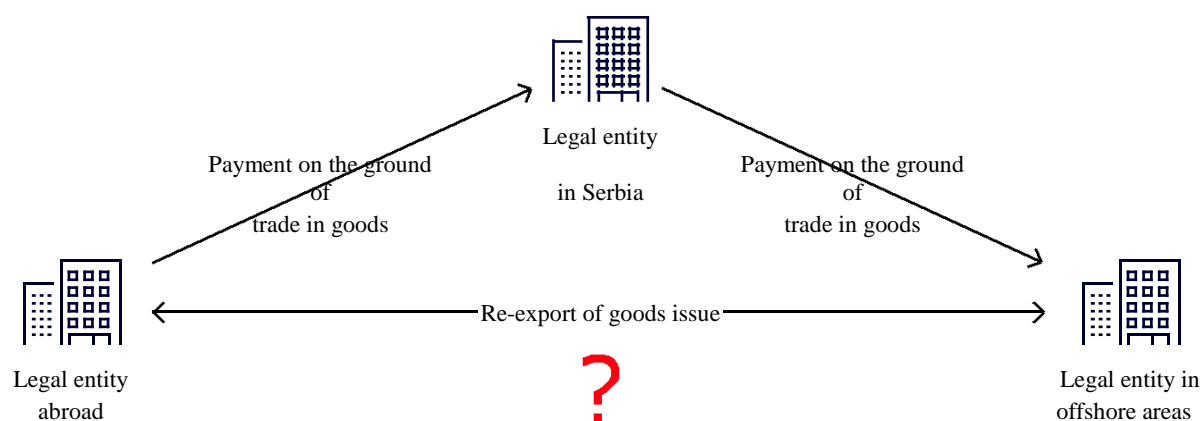 Legal entity
in Serbia
Payment on the ground
of
trade in goods
Payment on the ground
of
trade in goods
Re-export of goods issue
?
Legal entity
abroad
Legal entity in
offshore areas